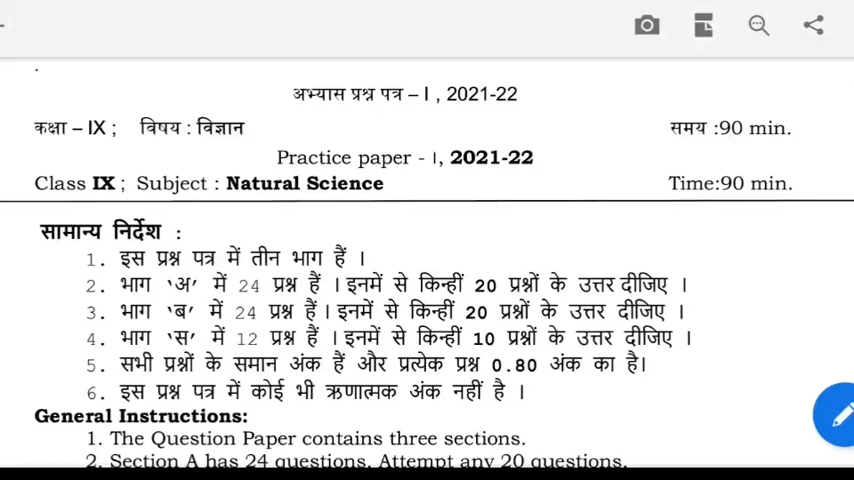 अभ्यास प्रश्न पत्र – I , 2021-22
कक्षा – IX ; विषय : विज्ञान समय :90 min.
Practice paper - ।, 2021-22
Class IX ; Subject : Natural Science Time:90 min.
सामान्य निर्देश :
1. इस प्रश्न पत्र में तीन भाग हैं ।
2. भाग ‘अ’ में 24 प्रश्न हैं । इनमें से किन्हीं 20 प्रश्नों के उत्तर दीजिए ।
3. भाग ‘ब’ में 24 प्रश्न हैं । इनमें से किन्हीं 20 प्रश्नों के उत्तर दीजिए ।
4. भाग ‘स’ में 12 प्रश्न हैं । इनमें से किन्हीं 10 प्रश्नों के उत्तर दीजिए ।
5. सभी प्रश्नों के समान अंक हैं और प्रत्येक प्रश्न 0.80 अंक का है।
6. इस प्रश्न पत्र में कोई भी ऋणात्मक अंक नहीं है ।
General Instructions:
1. The Question Paper contains three sections.
2. Section A has 24 questions. Attempt any 20 questions.